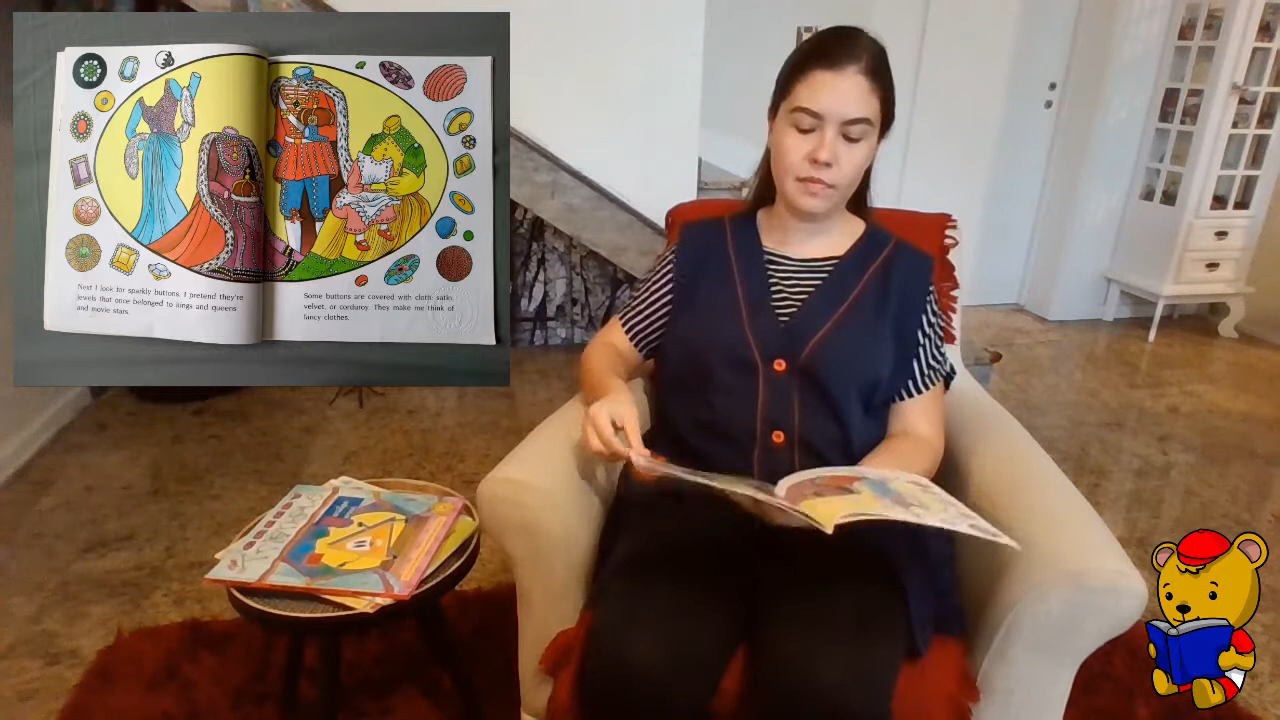 Next I look for sparkly buttons. I pretend they're
jewels that once belonged to kings and queens
and movie stars.
Some buttons are covered with cloth: satin,
velvet, or corduroy. They make me think of
fancy clothes.